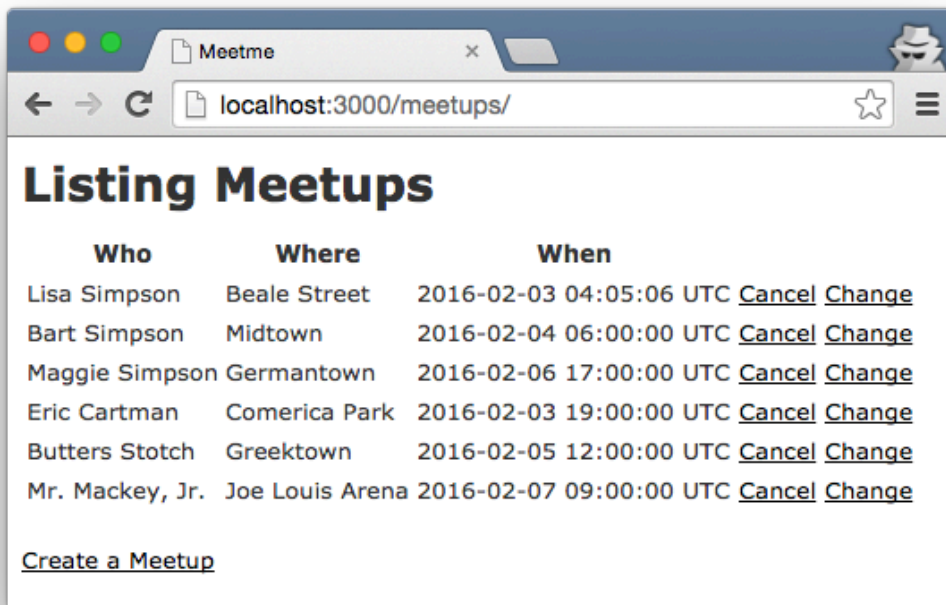 Meetme
localhost:3000/meetups/
Listing Meetups
Who Where When
Lisa Simpson Beale Street 2016-02-03 04:05:06 UTC Cancel Change
Bart Simpson Midtown 2016-02-04 06:00:00 UTC Cancel Change
Maggie Simpson Germantown 2016-02-06 17:00:00 UTC Cancel Change
Eric Cartman Comerica Park 2016-02-03 19:00:00 UTC Cancel Change
Butters Stotch Greektown 2016-02-05 12:00:00 UTC Cancel Change
Mr. Mackey, Jr. Joe Louis Arena 2016-02-07 09:00:00 UTC Cancel Change
Create a Meetup